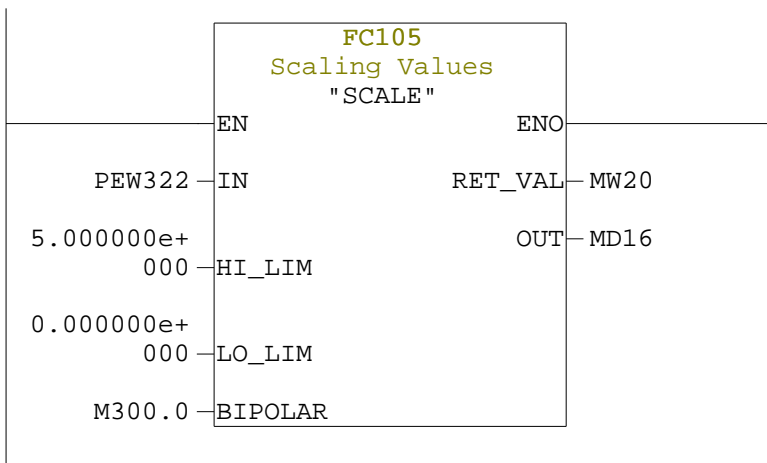 FC105
Scaling Values
"SCALE"
EN ENO
PEW322 IN RET_VAL MW20
5.000000e+ OUT MD16
000 HI_LIM
0.000000e+
000 LO_LIM
M300.0 BIPOLAR